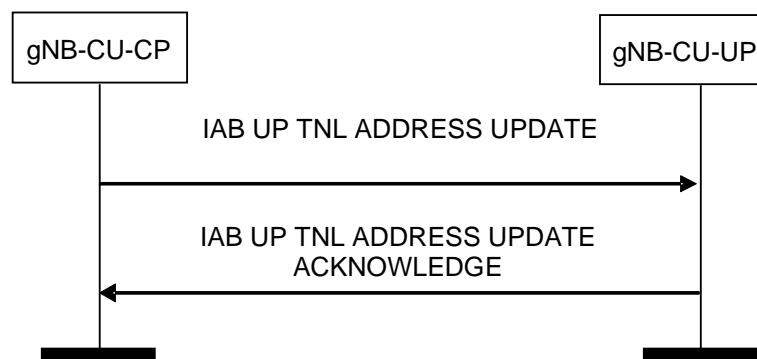 gNB-CU-CP
gNB-CU-UP
IAB UP TNL ADDRESS UPDATE
IAB UP TNL ADDRESS UPDATE
ACKNOWLEDGE